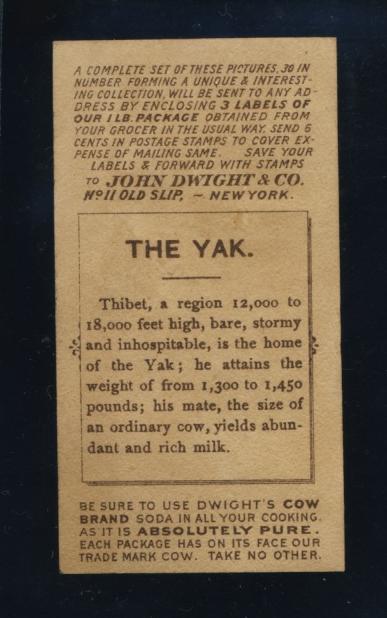 A COMPLETE SET OF THESE PICTURES, 30 IN
NUMBER FORMING A UNIQUE & INTEREST-
ING COLLECTION, WILL BE SENT TO ANY AD-
DRESS BY ENCLOSING 3 LABELS OF
OUR 1 LB. PACKAGE OBTAINED FROM
YOUR GROCER IN THE USUAL WAY. SEND 6
CENTS IN POSTAGE STAMPS TO COVER EX-
PENSE OF MAILING SAME. SAVE YOUR
LABELS & FORWARD WITH STAMPS
TO JOHN DWIGHT & CO.
Nº 11 OLD SLIP, ~ NEW YORK.
THE YAK.
Thibet, a region 12,000 to
18,000 feet high, bare, stormy
and inhospitable, is the home
of the Yak; he attains the
weight of from 1,300 to 1,450
pounds; his mate, the size of
an ordinary cow, yields abun-
dant and rich milk.
BE SURE TO USE DWIGHT'S COW
BRAND SODA IN ALL YOUR COOKING.
AS IT IS ABSOLUTELY PURE.
EACH PACKAGE HAS ON ITS FACE OUR
TRADE MARK COW. TAKE NO OTHER.